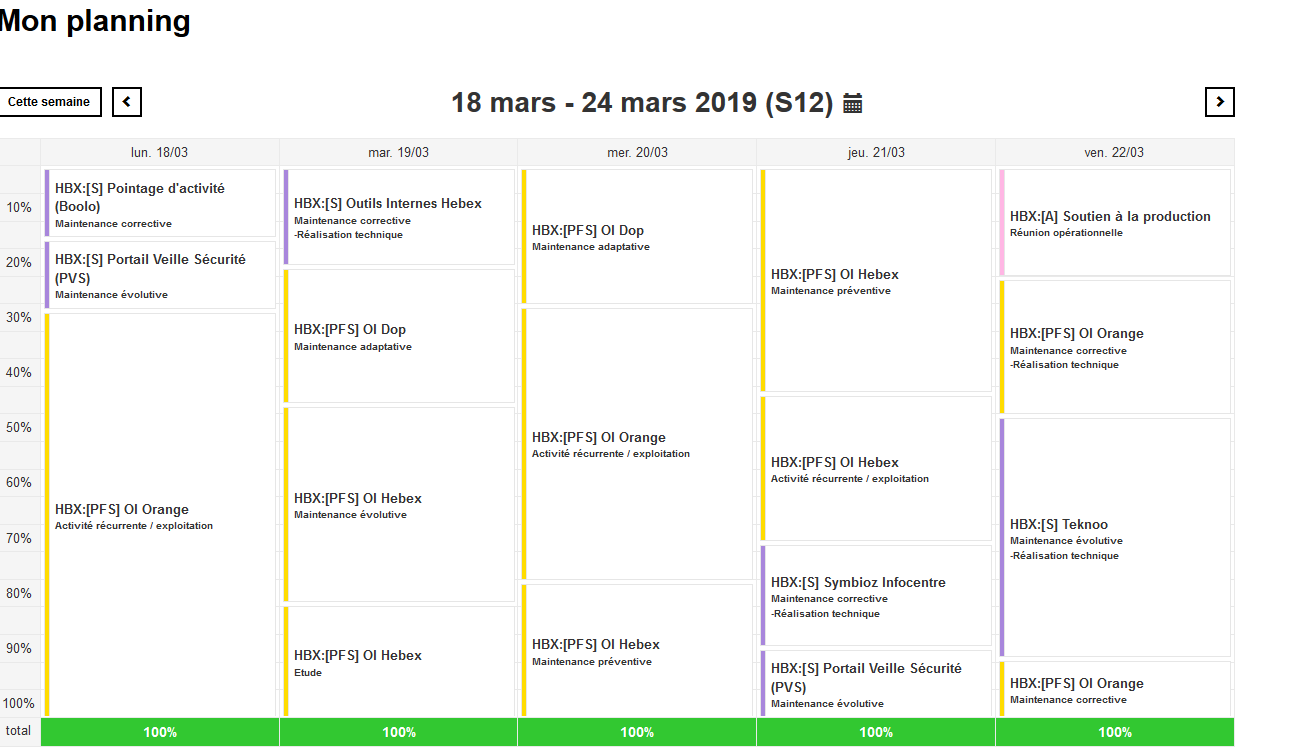 Mon planning
Cette semaine
18 mars - 24 mars 2019 (S12)
lun. 18/03
mar. 19/03
mer. 20/03
jeu. 21/03
ven. 22/03
10%
20%
30%
40%
50%
60%
70%
80%
90%
100%
total
HBX:[S] Pointage d'activité
(Boolo)
Maintenance corrective
HBX:[S] Portail Veille Sécurité
(PVS)
Maintenance évolutive
HBX:[PFS] OI Orange
Activité récurrente / exploitation
100%
HBX:[S] Outils Internes Hebex
Maintenance corrective
-Réalisation technique
HBX:[PFS] OI Dop
Maintenance adaptative
HBX:[PFS] OI Hebex
Maintenance évolutive
HBX:[PFS] OI Hebex
Etude
100%
HBX:[PFS] OI Dop
Maintenance adaptative
HBX:[PFS] OI Orange
Activité récurrente / exploitation
HBX:[PFS] OI Hebex
Maintenance préventive
100%
HBX:[PFS] OI Hebex
Maintenance préventive
HBX:[PFS] OI Hebex
Activité récurrente / exploitation
HBX:[S] Symbioz Infocentre
Maintenance corrective
-Réalisation technique
HBX:[S] Portail Veille Sécurité
(PVS)
Maintenance évolutive
100%
HBX:[A] Soutien à la production
Réunion opérationnelle
HBX:[PFS] OI Orange
Maintenance corrective
-Réalisation technique
HBX:[S] Teknoo
Maintenance évolutive
-Réalisation technique
HBX:[PFS] OI Orange
Maintenance corrective
100%